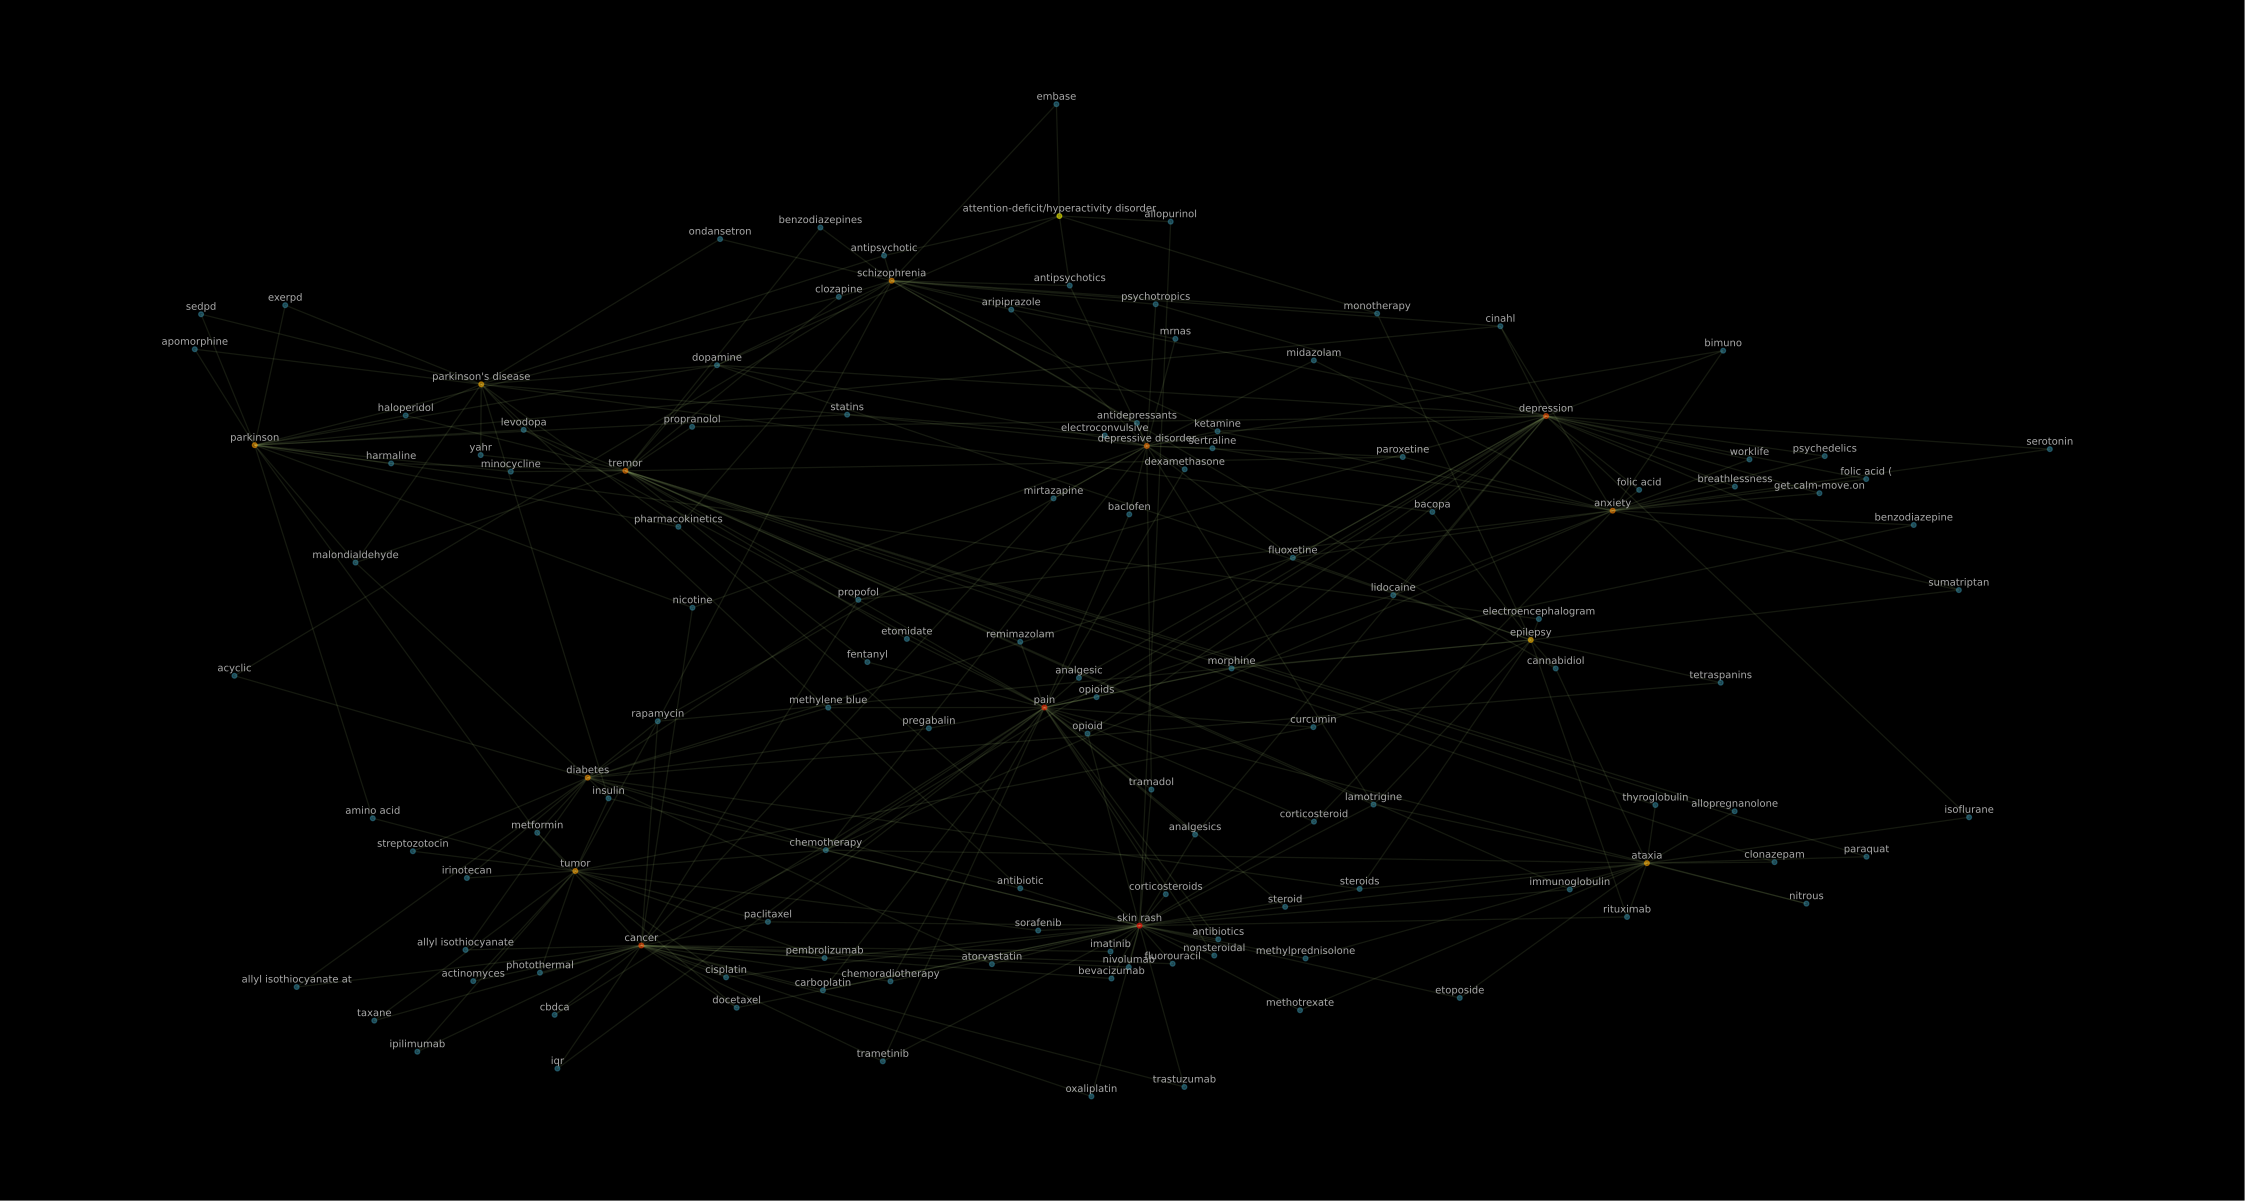 embase
attention-deficit/hyperactivity disorder
allopurinol
benzodiazepines
ondansetron
antipsychotic
schizophrenia
antipsychotics
clozapine
psychotropics
exerpd
aripiprazole
sedpd
monotherapy
cinahl
mrnas
apomorphine
bimuno
midazolam
dopamine
parkinson's disease
haloperidol
statins
depression
antidepressants
propranolol
levodopa
ketamine
electroconvulsive
parkinson
depressive disorder
sertraline
serotonin
yahr
paroxetine
psychedelics
worklife
harmaline
minocycline
tremor
dexamethasone
folic acid (
breathlessness
folic acid
get.calm-move.on
mirtazapine
anxiety
bacopa
baclofen
pharmacokinetics
benzodiazepine
malondialdehyde
fluoxetine
sumatriptan
lidocaine
propofol
nicotine
electroencephalogram
etomidate
remimazolam
epilepsy
fentanyl
morphine
cannabidiol
acyclic
analgesic
tetraspanins
opioids
methylene blue
pain
rapamycin
pregabalin
curcumin
opioid
diabetes
tramadol
insulin
lamotrigine
thyroglobulin
allopregnanolone
amino acid
corticosteroid
isoflurane
metformin
analgesics
streptozotocin
chemotherapy
paraquat
clonazepam
ataxia
tumor
irinotecan
antibiotic
steroids
immunoglobulin
corticosteroids
nitrous
steroid
rituximab
paclitaxel
skin rash
sorafenib
antibiotics
cancer
allyl isothiocyanate
imatinib
nonsteroidal
pembrolizumab
methylprednisolone
atorvastatin
nivolumab
fluorouracil
photothermal
cisplatin
bevacizumab
actinomyces
chemoradiotherapy
allyl isothiocyanate at
carboplatin
etoposide
docetaxel
methotrexate
cbdca
taxane
ipilimumab
trametinib
iqr
trastuzumab
oxaliplatin